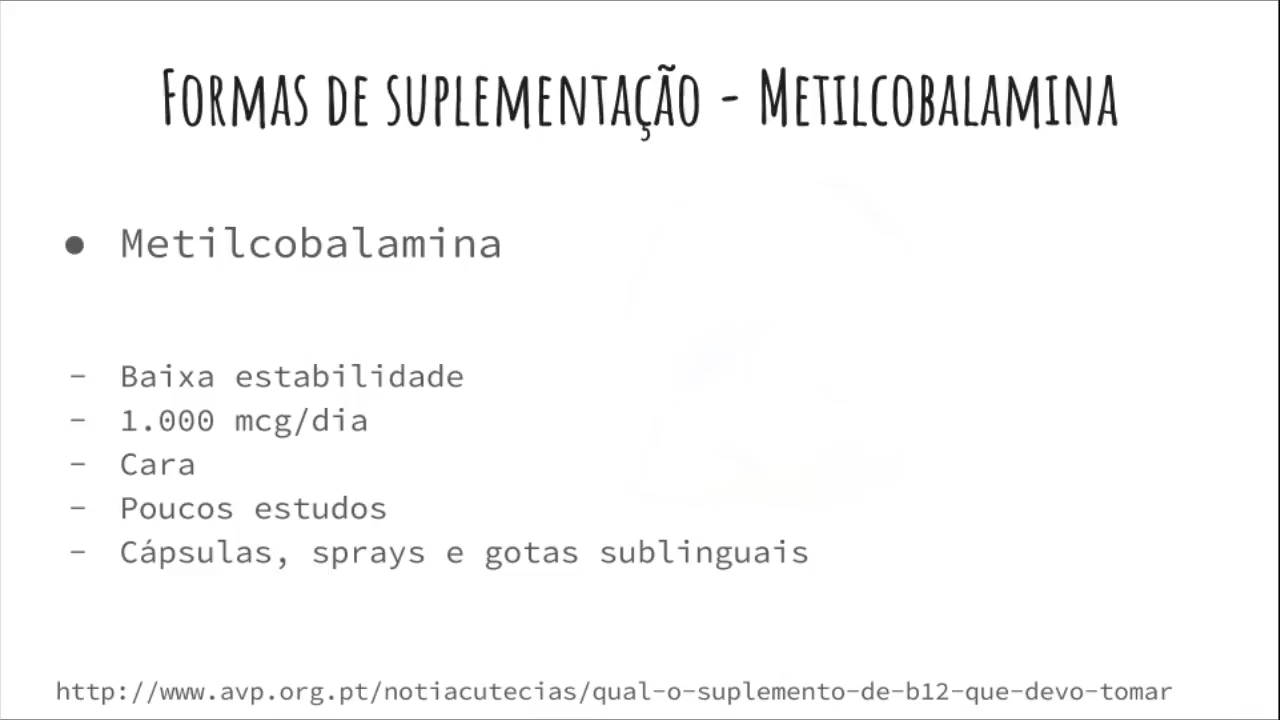 Formas de suplementação - Metilcobalamina
● Metilcobalamina
- Baixa estabilidade
- 1.000 mcg/dia
- Cara
- Poucos estudos
- Cápsulas, sprays e gotas sublinguais
http://www.avp.org.pt/notiacutecias/qual-o-suplemento-de-b12-que-devo-tomar